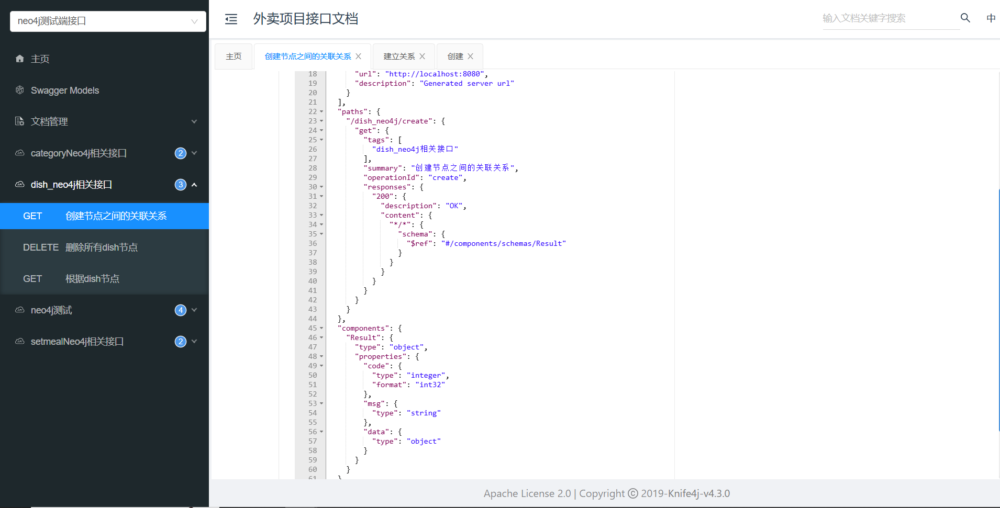 neo4j测试端接口
主页
Swagger Models
文档管理
categoryNeo4j相关接口 2
dish_neo4j相关接口 3
GET 创建节点之间的关联关系
DELETE 删除所有dish节点
GET 根据dish节点
neo4j测试 4
setmealNeo4j相关接口 2
外卖项目接口文档
输入文档关键字搜索
中
主页 创建节点之间的关联关系 建立关系 创建
18 "url": "http://localhost:8080",
19 "description": "Generated server url"
20 }
21 ],
22 "paths": {
23 "/dish_neo4j/create": {
24 "get": {
25 "tags": [
26 "dish_neo4j相关接口"
27 ],
28 "summary": "创建节点之间的关联关系",
29 "operationId": "create",
30 "responses": {
31 "200": {
32 "description": "OK",
33 "content": {
34 "*/*": {
35 "schema": {
36 "$ref": "#/components/schemas/Result"
37 }
38 }
39 }
40 }
41 }
42 }
43 }
44 },
45 "components": {
46 "Result": {
47 "type": "object",
48 "properties": {
49 "code": {
50 "type": "integer",
51 "format": "int32"
52 },
53 "msg": {
54 "type": "string"
55 },
56 "data": {
57 "type": "object"
58 }
59 }
60 }
61 }
Apache License 2.0 | Copyright © 2019-Knife4j-v4.3.0